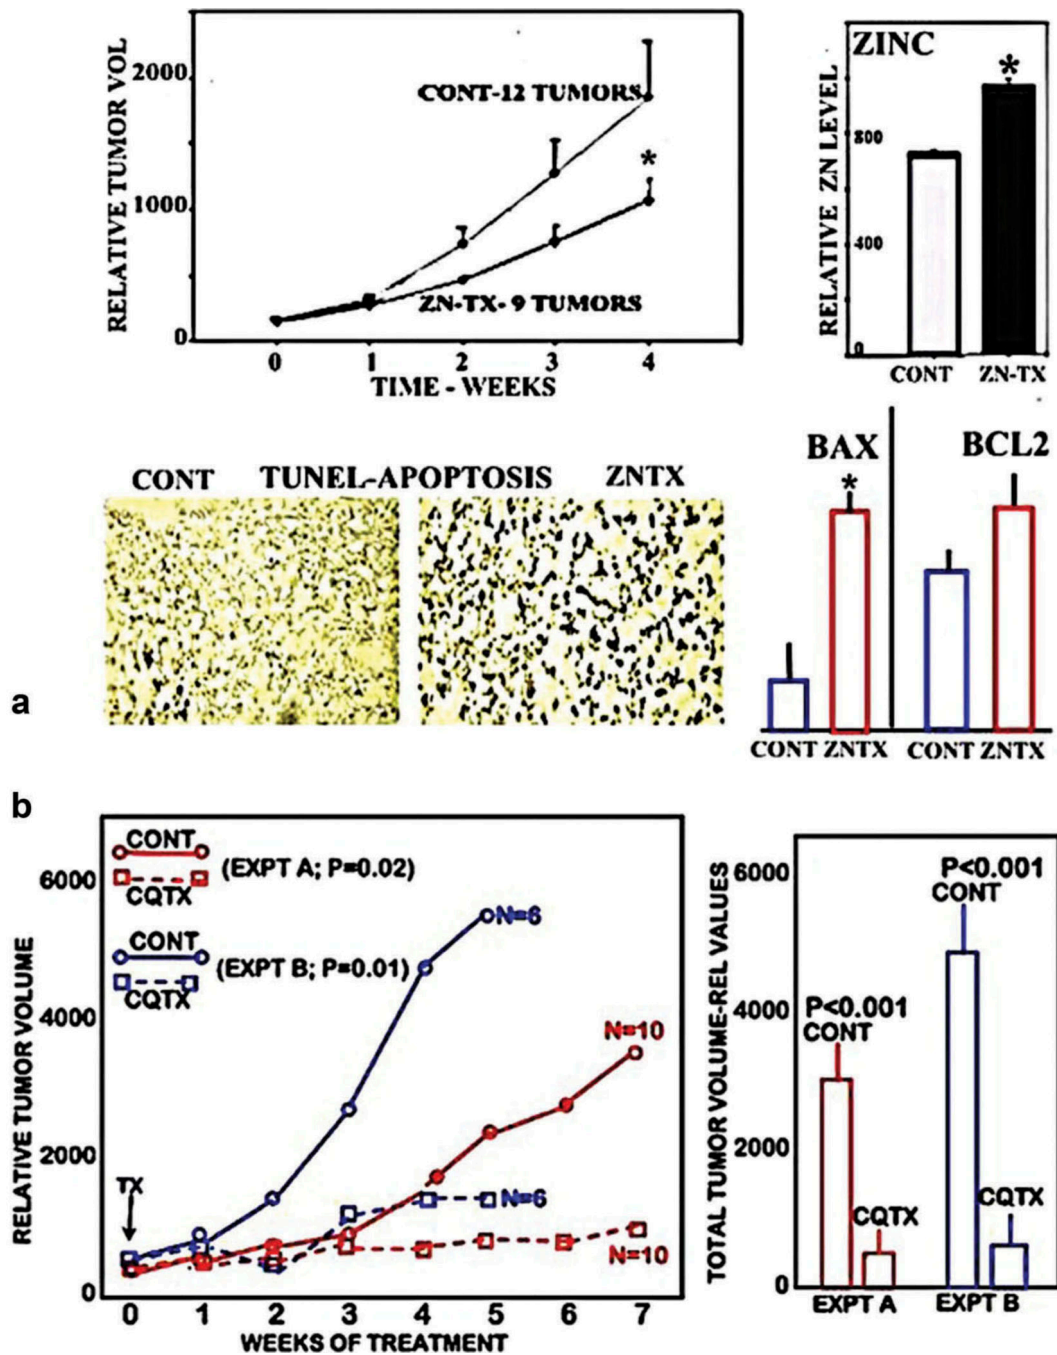 RELATIVE TUMOR VOL
2000
1000
0
CONT-12 TUMORS
*
ZN-TX- 9 TUMORS
0 1 2 3 4
TIME - WEEKS
ZINC
*
RELATIVE ZN LEVEL
800
400
0
CONT ZN-TX
CONT TUNEL-APOPTOSIS ZNTX
BAX
*
BCL2
CONT ZNTX
CONT ZNTX
a
b
RELATIVE TUMOR VOLUME
6000
4000
2000
0
CONT
(EXPT A; P=0.02)
CQTX
CONT
(EXPT B; P=0.01)
CQTX
TX
N=6
N=10
N=6
N=10
0 1 2 3 4 5 6 7
WEEKS OF TREATMENT
TOTAL TUMOR VOLUME-REL VALUES
6000
4000
2000
0
P<0.001
CONT
P<0.001
CONT
CQTX
CQTX
EXPT A EXPT B